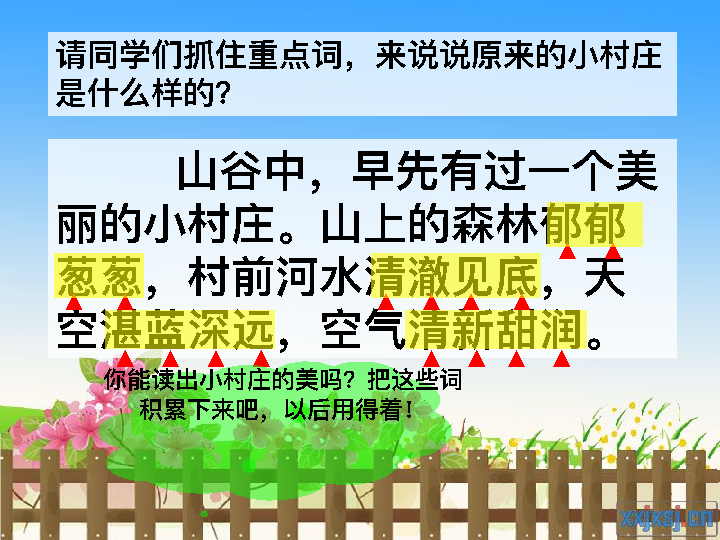 请同学们抓住重点词，来说说原来的小村庄
是什么样的？
山谷中，早先有过一个美
丽的小村庄。山上的森林郁郁
葱葱，村前河水清澈见底，天
空湛蓝深远，空气清新甜润。
你能读出小村庄的美吗？把这些词
积累下来吧，以后用得着！
xxjxsj.cn